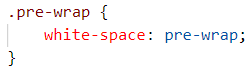 .pre-wrap {
    white-space: pre-wrap;
}